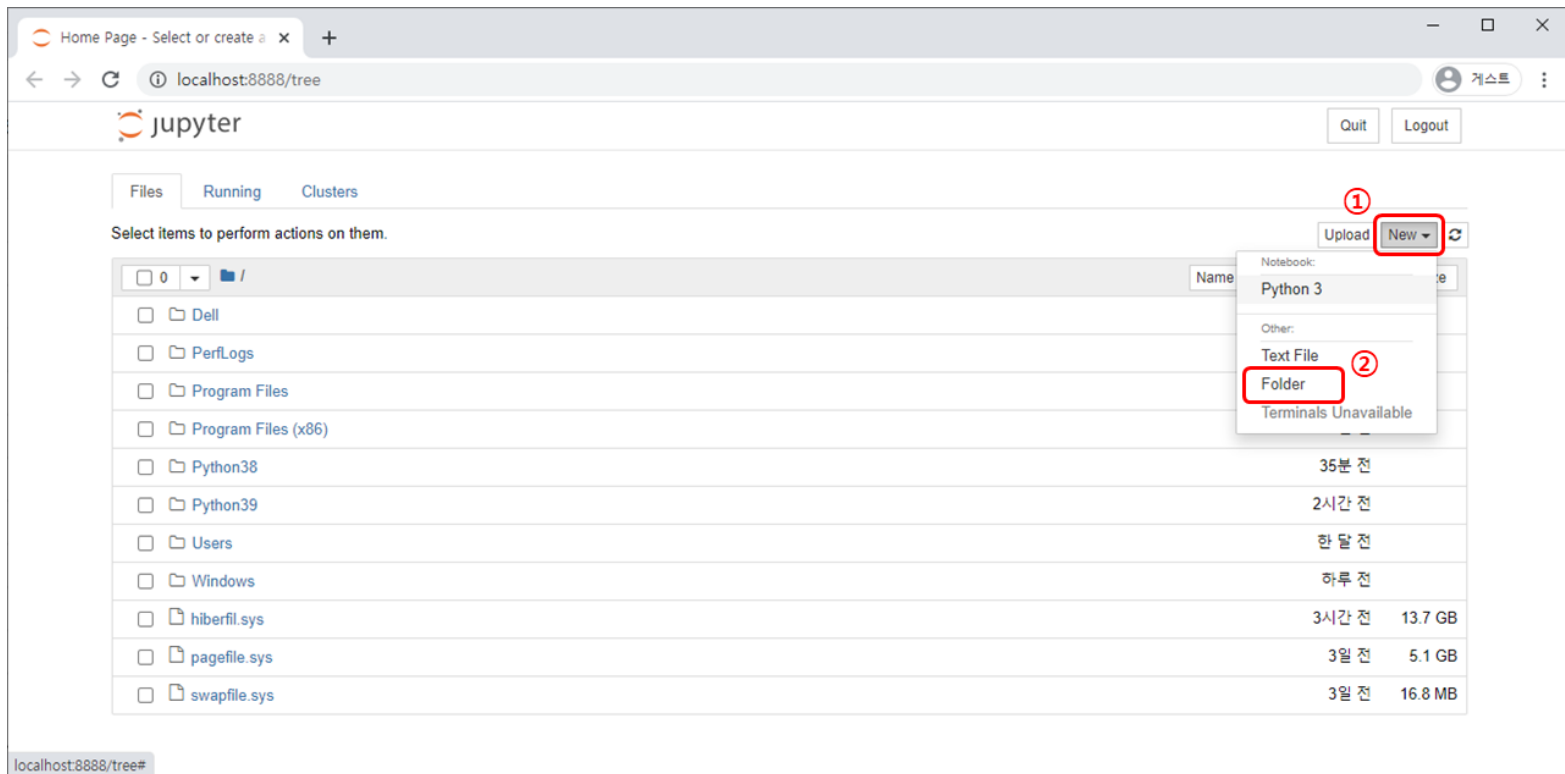 Home Page - Select or create a
localhost:8888/tree
게스트
jupyter
Quit Logout
Files Running Clusters
①
Select items to perform actions on them.
Upload New
0 /
Name
Notebook:
Python 3
Other:
Text File
②
Folder
Terminals Unavailable
Dell
PerfLogs
Program Files
Program Files (x86)
Python38 35분 전
Python39 2시간 전
Users 한 달 전
Windows 하루 전
hiberfil.sys 3시간 전 13.7 GB
pagefile.sys 3일 전 5.1 GB
swapfile.sys 3일 전 16.8 MB
localhost:8888/tree#